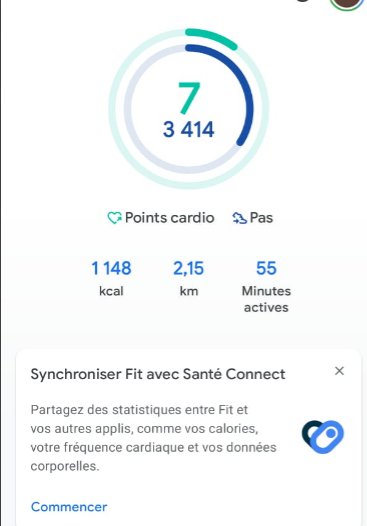 7
3 414
Points cardio Pas
1 148 2,15 55
kcal km Minutes
actives
Synchroniser Fit avec Santé Connect
Partagez des statistiques entre Fit et
vos autres applis, comme vos calories,
votre fréquence cardiaque et vos données
corporelles.
Commencer